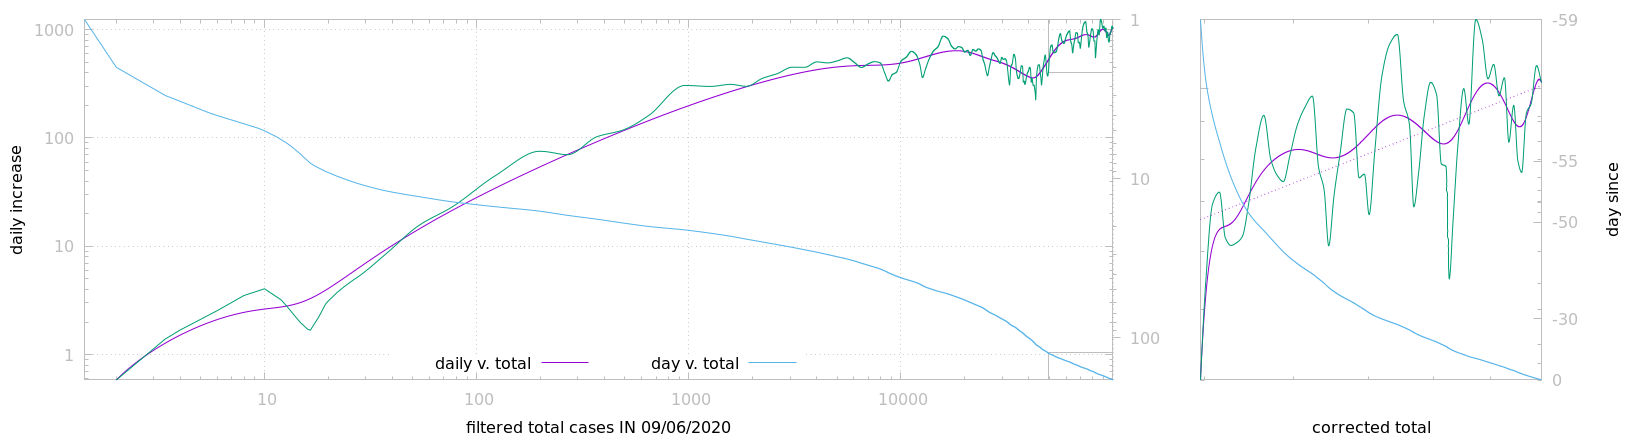 1000
100
10
1
daily increase
10
100
1000
10000
filtered total cases IN 09/06/2020
daily v. total
day v. total
1
10
100
-59
-55
-50
-30
0
day since
corrected total